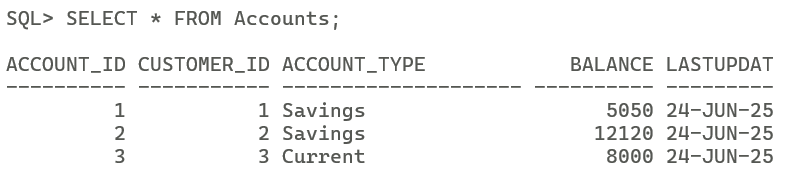 SQL> SELECT * FROM Accounts;
ACCOUNT_ID CUSTOMER_ID ACCOUNT_TYPE            BALANCE LASTUPDAT
---------- ----------- -------------------- ---------- ---------
         1           1 Savings                    5050 24-JUN-25
         2           2 Savings                   12120 24-JUN-25
         3           3 Current                    8000 24-JUN-25